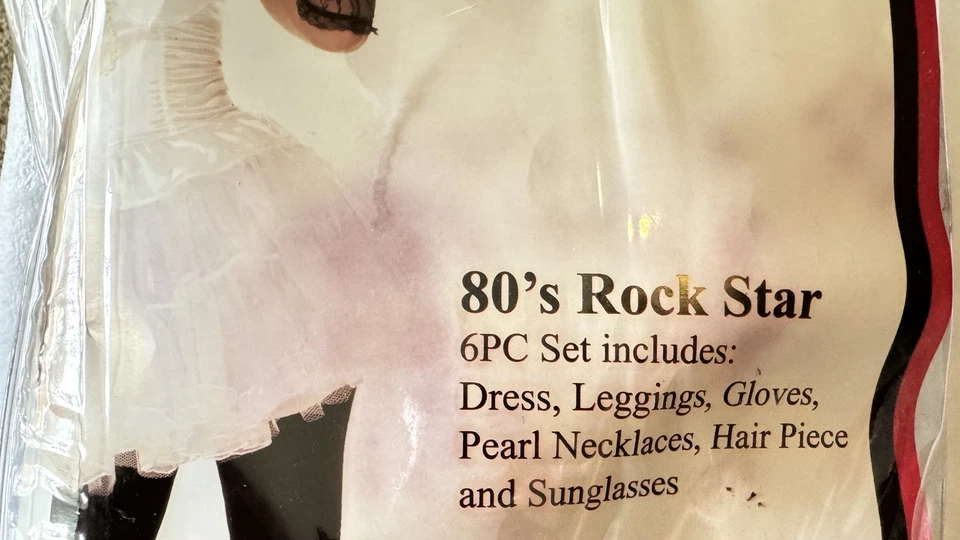 80's Rock Star
6PC Set includes:
Dress, Leggings, Gloves,
Pearl Necklaces, Hair Piece
and Sunglasses